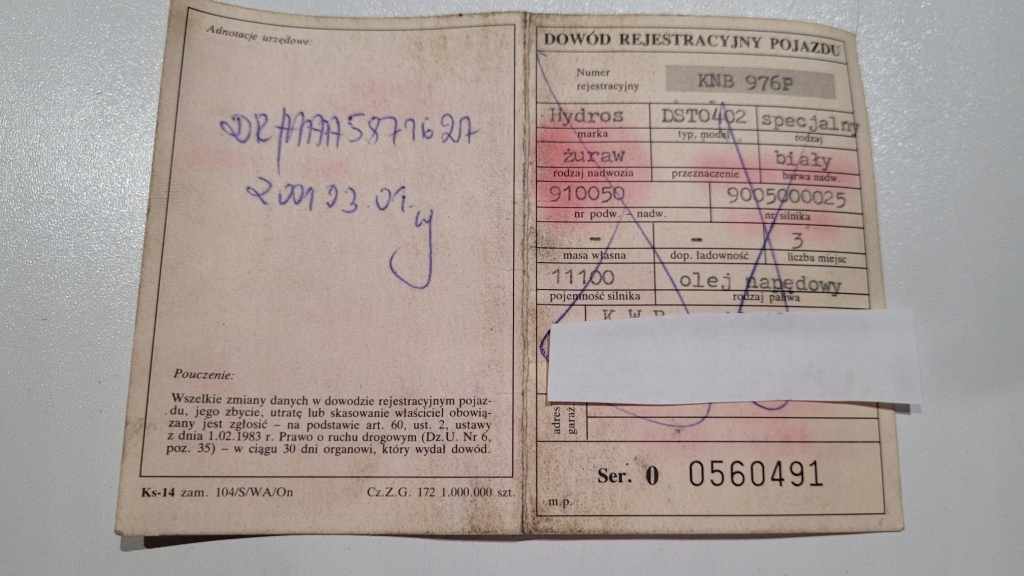 Adnotacje urzędowe:
DR/AAAA5871627
2001 03.01.
Pouczenie:
Wszelkie zmiany danych w dowodzie rejestracyjnym pojaz-
du, jego zbycie, utratę lub skasowanie właściciel obowią-
zany jest zgłosić – na podstawie art. 60, ust. 2, ustawy
z dnia 1.02.1983 r. Prawo o ruchu drogowym (Dz.U. Nr 6,
poz. 35) – w ciągu 30 dni organowi, który wydał dowód.
Ks-14 zam. 104/S/WA/On Cz.Z.G. 172 1.000.000 szt.
DOWÓD REJESTRACYJNY POJAZDU
Numer
rejestracyjny KNB 976P
Hydros DST0402 specjalny
marka typ, model rodzaj
żuraw biały
rodzaj nadwozia przeznaczenie barwa nadw.
910050 9005000025
nr podw. – nadw. nr silnika
– – 3
masa własna dop. ładowność liczba miejsc
11100 olej napędowy
pojemność silnika rodzaj paliwa
K W
adres
garaż
Ser. 0 0560491
m.p.